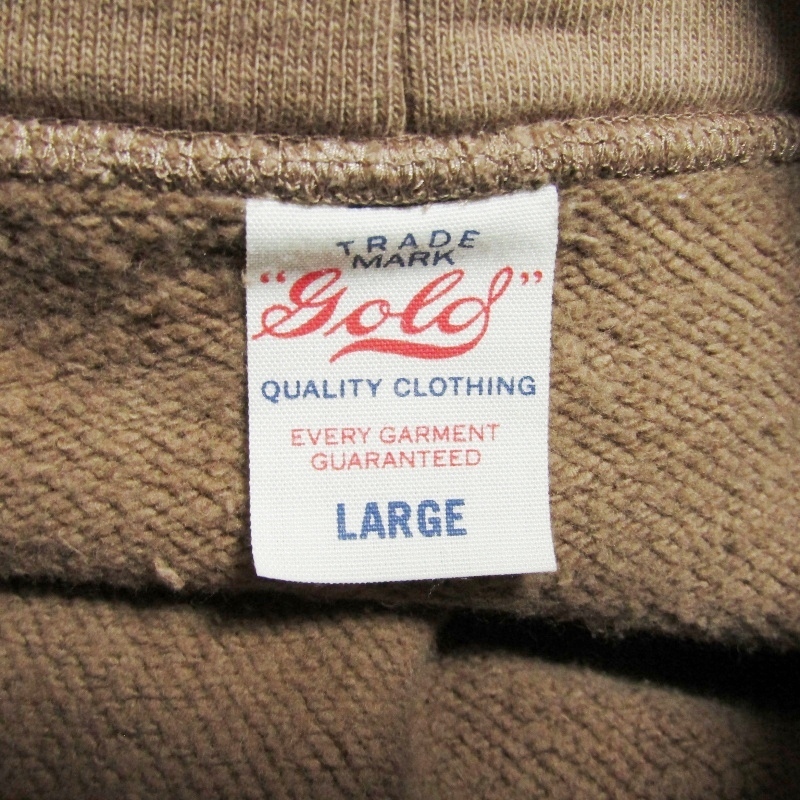 TRADE
MARK
"Gold"
QUALITY CLOTHING
EVERY GARMENT
GUARANTEED
LARGE